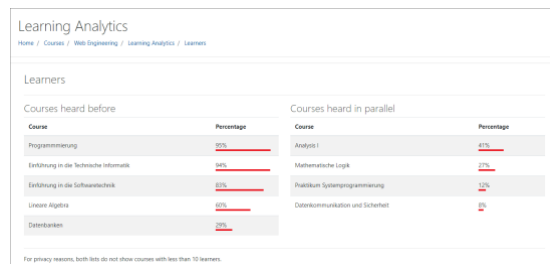 Learning Analytics
Home / Courses / Web Engineering / Learning Analytics / Learners
Learners
Courses heard before
Course Percentage
Programmierung 95%
Einführung in die Technische Informatik 94%
Einführung in die Softwaretechnik 83%
Lineare Algebra 60%
Datenbanken 29%
Courses heard in parallel
Course Percentage
Analysis I 41%
Mathematische Logik 27%
Praktikum Systemprogrammierung 12%
Datenkommunikation und Sicherheit 8%
For privacy reasons, both lists do not show courses with less than 10 learners.